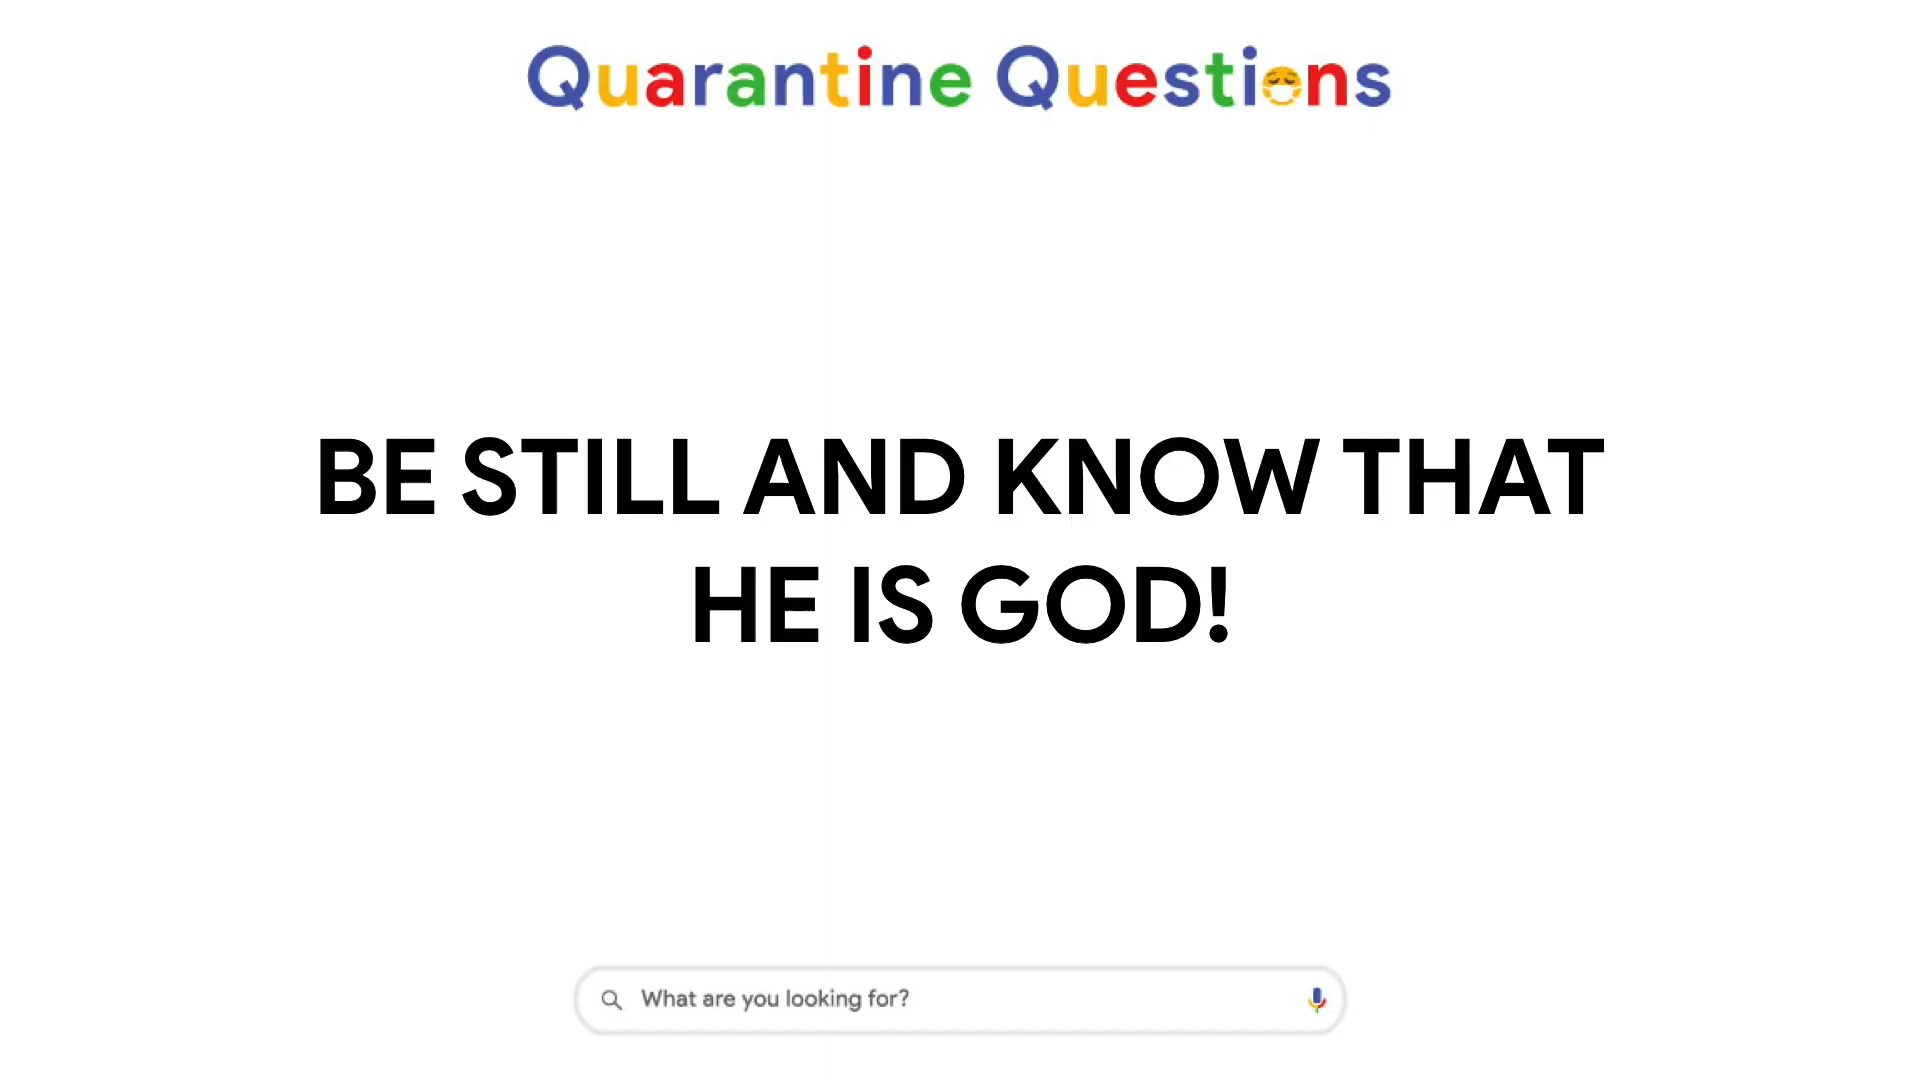 Quarantine Questions
BE STILL AND KNOW THAT
HE IS GOD!
What are you looking for?